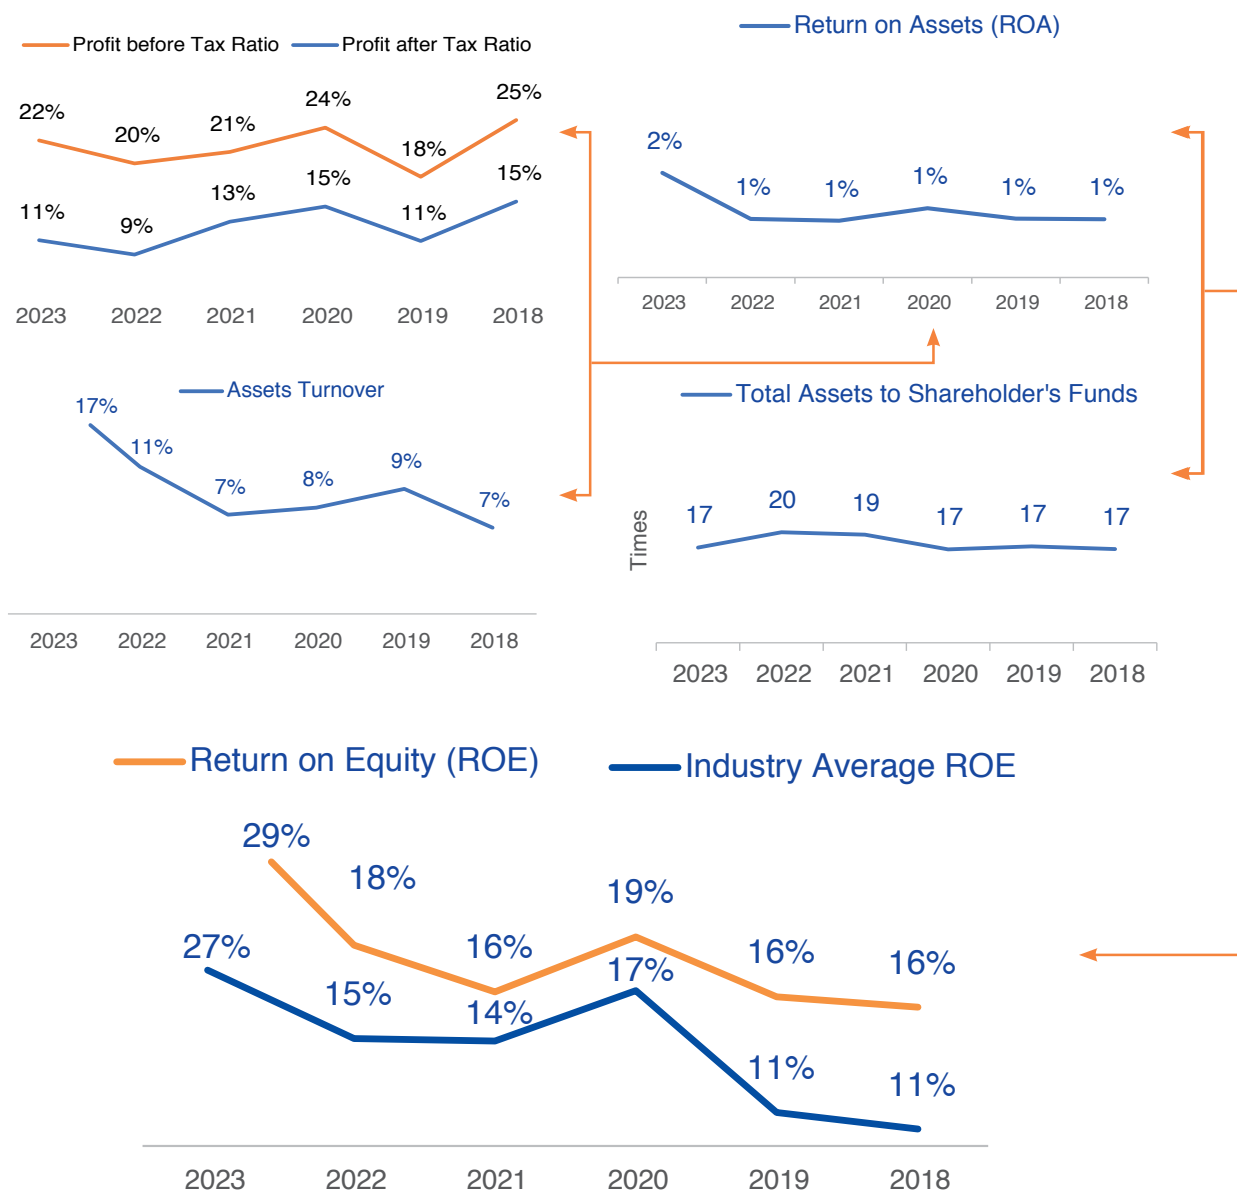 Profit before Tax Ratio Profit after Tax Ratio
22% 20% 21% 24% 18% 25%
11% 9% 13% 15% 11% 15%
2023 2022 2021 2020 2019 2018
Return on Assets (ROA)
2% 1% 1% 1% 1% 1%
2023 2022 2021 2020 2019 2018
Assets Turnover
17% 11% 7% 8% 9% 7%
2023 2022 2021 2020 2019 2018
Total Assets to Shareholder's Funds
Times
17 20 19 17 17 17
2023 2022 2021 2020 2019 2018
Return on Equity (ROE) Industry Average ROE
29% 18% 16% 19% 16% 16%
27% 15% 14% 17% 11% 11%
2023 2022 2021 2020 2019 2018